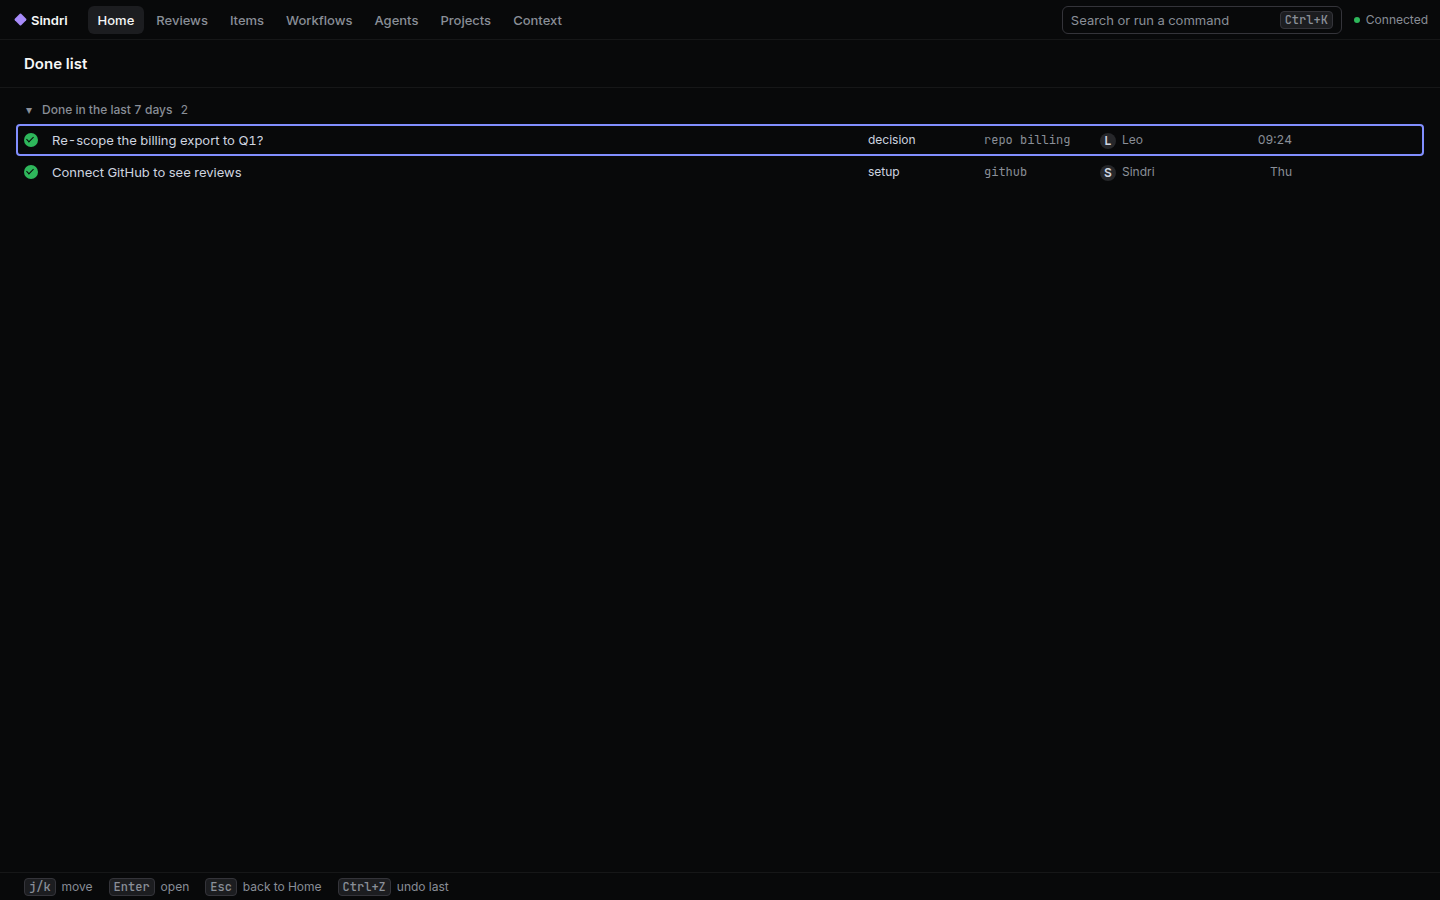 Sindri Home Reviews Items Workflows Agents Projects Context Search or run a command Ctrl+K Connected
Done list
Done in the last 7 days 2
Re-scope the billing export to Q1? decision repo billing L Leo 09:24
Connect GitHub to see reviews setup github S Sindri Thu
j/k move Enter open Esc back to Home Ctrl+Z undo last